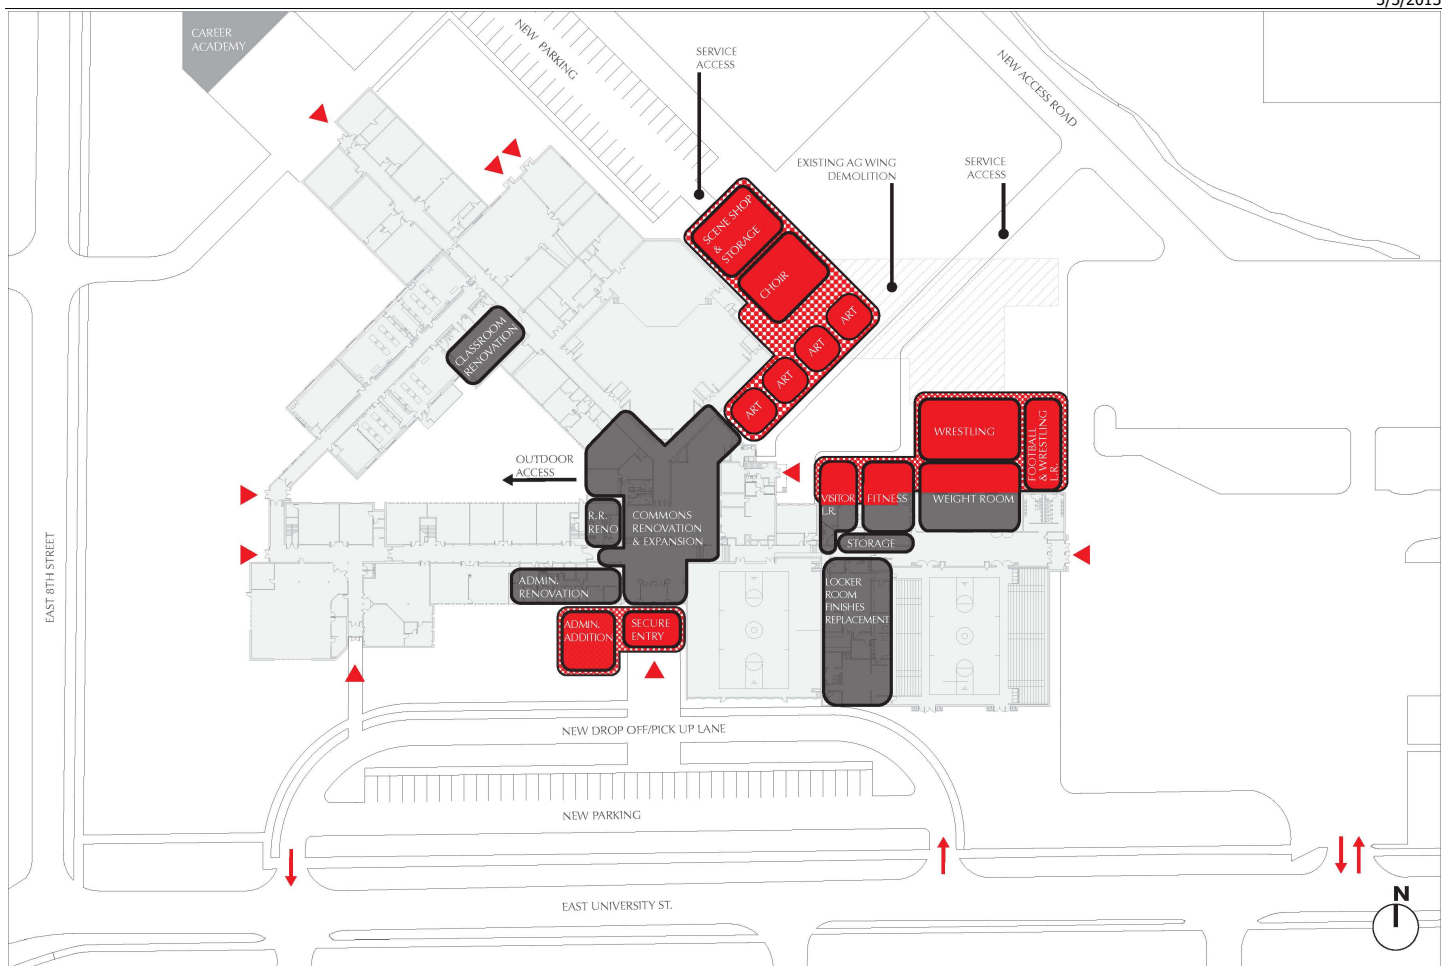 3/3/2015
CAREER
ACADEMY
NEW PARKING
SERVICE
ACCESS
NEW ACCESS ROAD
EXISTING AG WING
DEMOLITION
SERVICE
ACCESS
SCENE SHOP
&
STORAGE
CHOIR
ART
ART
ART
ART
CLASSROOM
RENOVATION
WRESTLING
FOOTBALL
& WRESTLING
L.R.
OUTDOOR
ACCESS
VISITOR
L.R.
FITNESS
WEIGHT ROOM
R.R.
RENO
COMMONS
RENOVATION
& EXPANSION
STORAGE
ADMIN.
RENOVATION
LOCKER
ROOM
FINISHES
REPLACEMENT
ADMIN.
ADDITION
SECURE
ENTRY
EAST 8TH STREET
NEW DROP OFF/PICK UP LANE
NEW PARKING
EAST UNIVERSITY ST.
N